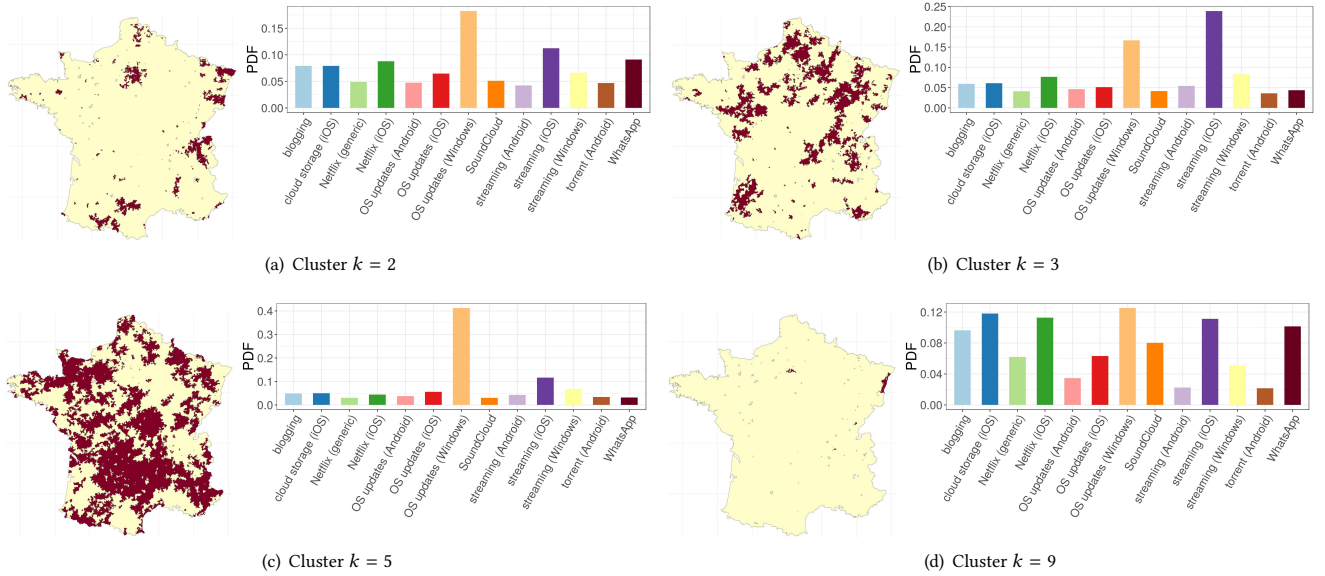 PDF
0.15
0.10
0.05
0.00
blogging
cloud storage (iOS)
Netflix (generic)
Netflix (iOS)
OS updates (Android)
OS updates (iOS)
OS updates (Windows)
SoundCloud
streaming (Android)
streaming (iOS)
streaming (Windows)
torrent (Android)
WhatsApp
(a) Cluster k = 2
PDF
0.25
0.20
0.15
0.10
0.05
0.00
blogging
cloud storage (iOS)
Netflix (generic)
Netflix (iOS)
OS updates (Android)
OS updates (iOS)
OS updates (Windows)
SoundCloud
streaming (Android)
streaming (iOS)
streaming (Windows)
torrent (Android)
WhatsApp
(b) Cluster k = 3
PDF
0.4
0.3
0.2
0.1
0.0
blogging
cloud storage (iOS)
Netflix (generic)
Netflix (iOS)
OS updates (Android)
OS updates (iOS)
OS updates (Windows)
SoundCloud
streaming (Android)
streaming (iOS)
streaming (Windows)
torrent (Android)
WhatsApp
(c) Cluster k = 5
PDF
0.12
0.08
0.04
0.00
blogging
cloud storage (iOS)
Netflix (generic)
Netflix (iOS)
OS updates (Android)
OS updates (iOS)
OS updates (Windows)
SoundCloud
streaming (Android)
streaming (iOS)
streaming (Windows)
torrent (Android)
WhatsApp
(d) Cluster k = 9